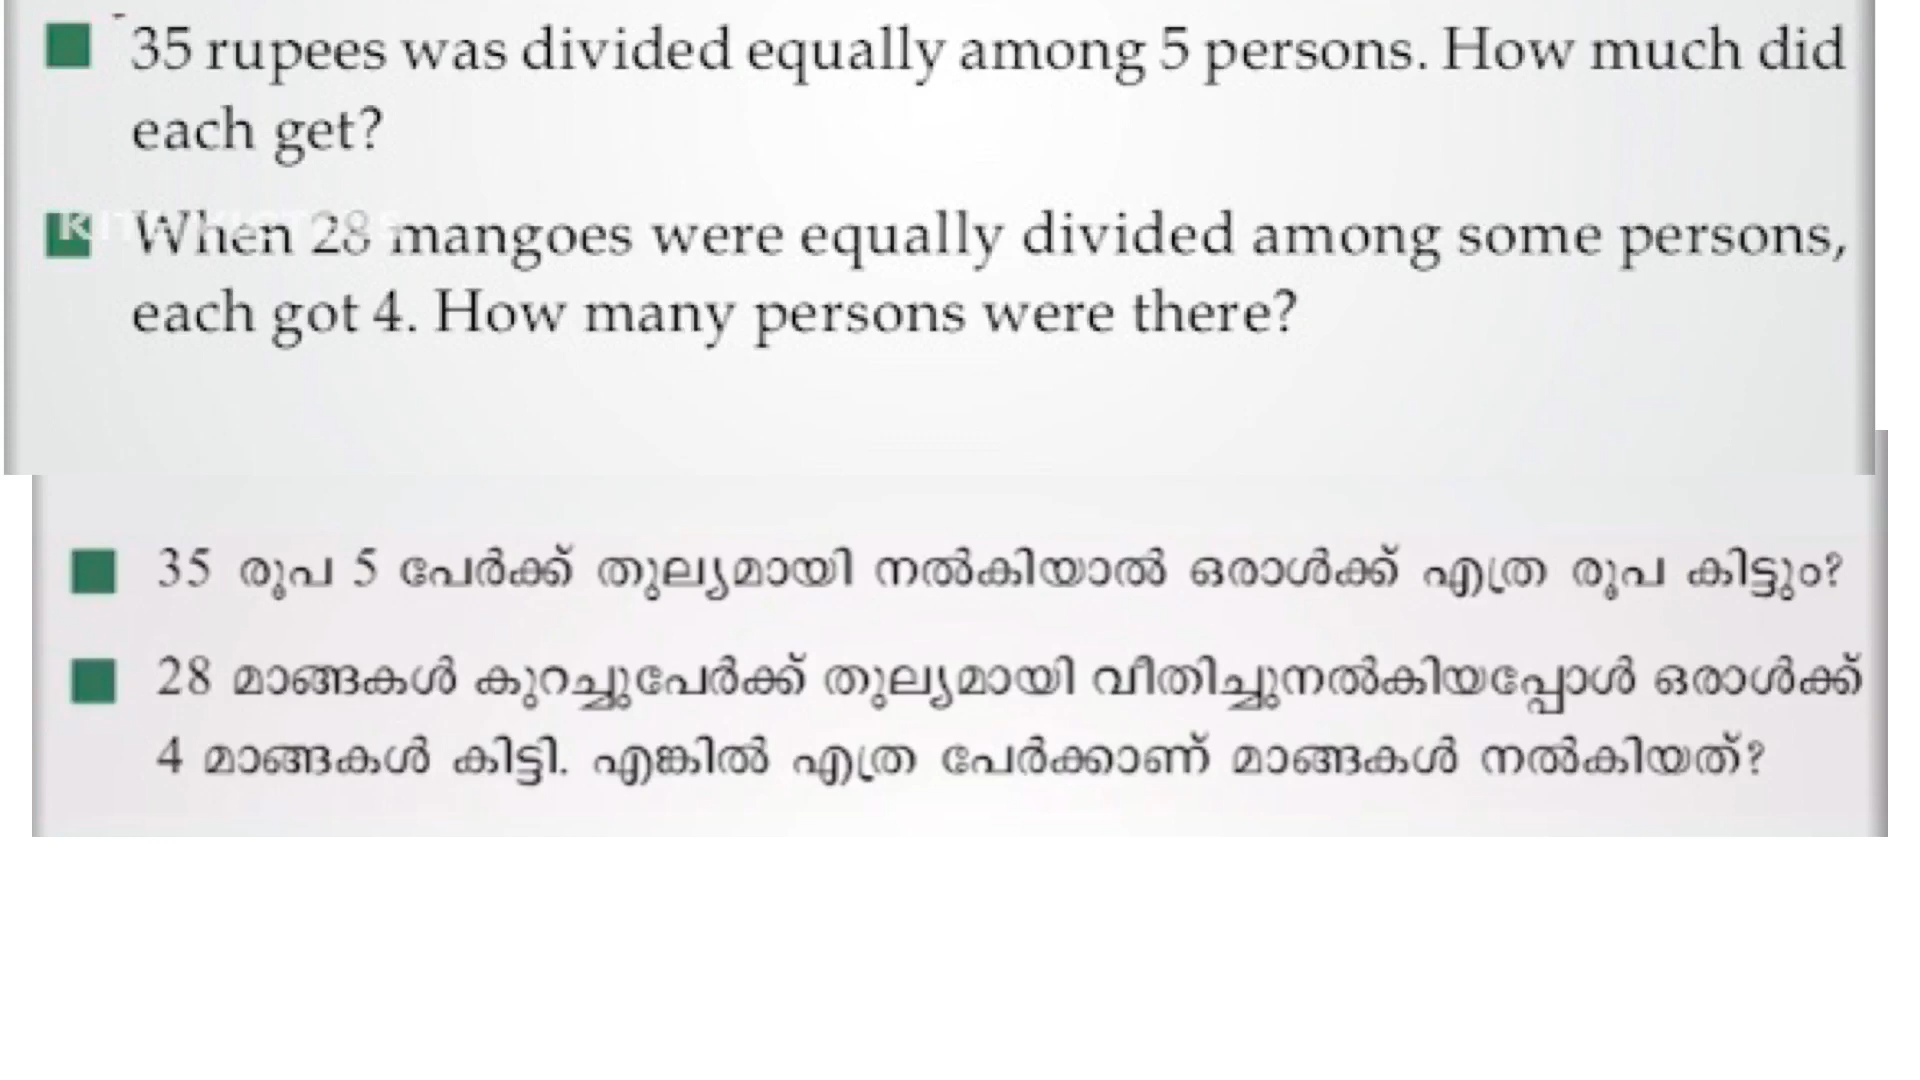 35 rupees was divided equally among 5 persons. How much did
each get?
When 28 mangoes were equally divided among some persons,
each got 4. How many persons were there?
35 രൂപ 5 പേർക്ക് തുല്യമായി നൽകിയാൽ ഒരാൾക്ക് എത്ര രൂപ കിട്ടും?
28 മാങ്ങകൾ കുറച്ചുപേർക്ക് തുല്യമായി വീതിച്ചുനൽകിയപ്പോൾ ഒരാൾക്ക്
4 മാങ്ങകൾ കിട്ടി. എങ്കിൽ എത്ര പേർക്കാണ് മാങ്ങകൾ നൽകിയത്?